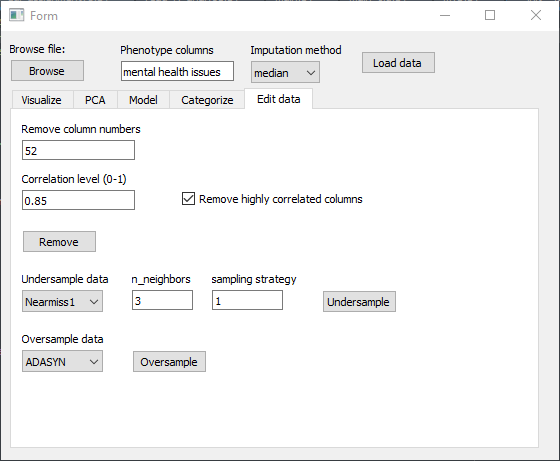 Form
Browse file:
Phenotype columns
Imputation method
Browse
mental health issues
median
Load data
Visualize
PCA
Model
Categorize
Edit data
Remove column numbers
52
Correlation level (0-1)
0.85
Remove highly correlated columns
Remove
Undersample data
n_neighbors
sampling strategy
Nearmiss1
3
1
Undersample
Oversample data
ADASYN
Oversample